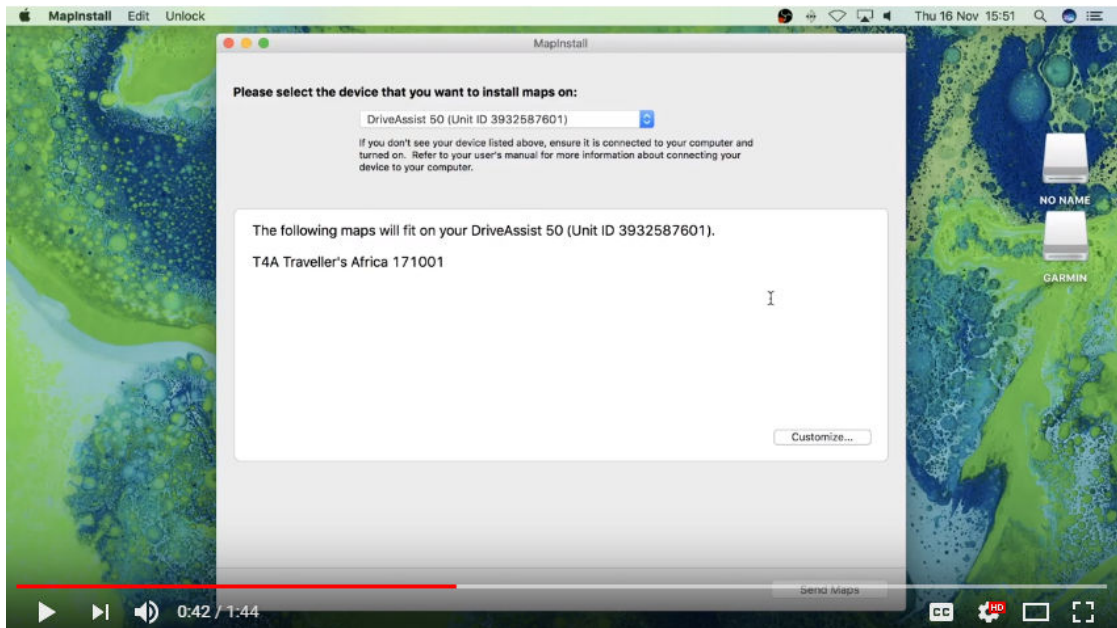 MapInstall Edit Unlock Thu 16 Nov 15:51
MapInstall
Please select the device that you want to install maps on:
DriveAssist 50 (Unit ID 3932587601)
If you don't see your device listed above, ensure it is connected to your computer and
turned on. Refer to your user's manual for more information about connecting your
device to your computer.
NO NAME
The following maps will fit on your DriveAssist 50 (Unit ID 3932587601).
T4A Traveller's Africa 171001
GARMIN
Customize...
Send Maps
0:42 / 1:44 CC HD